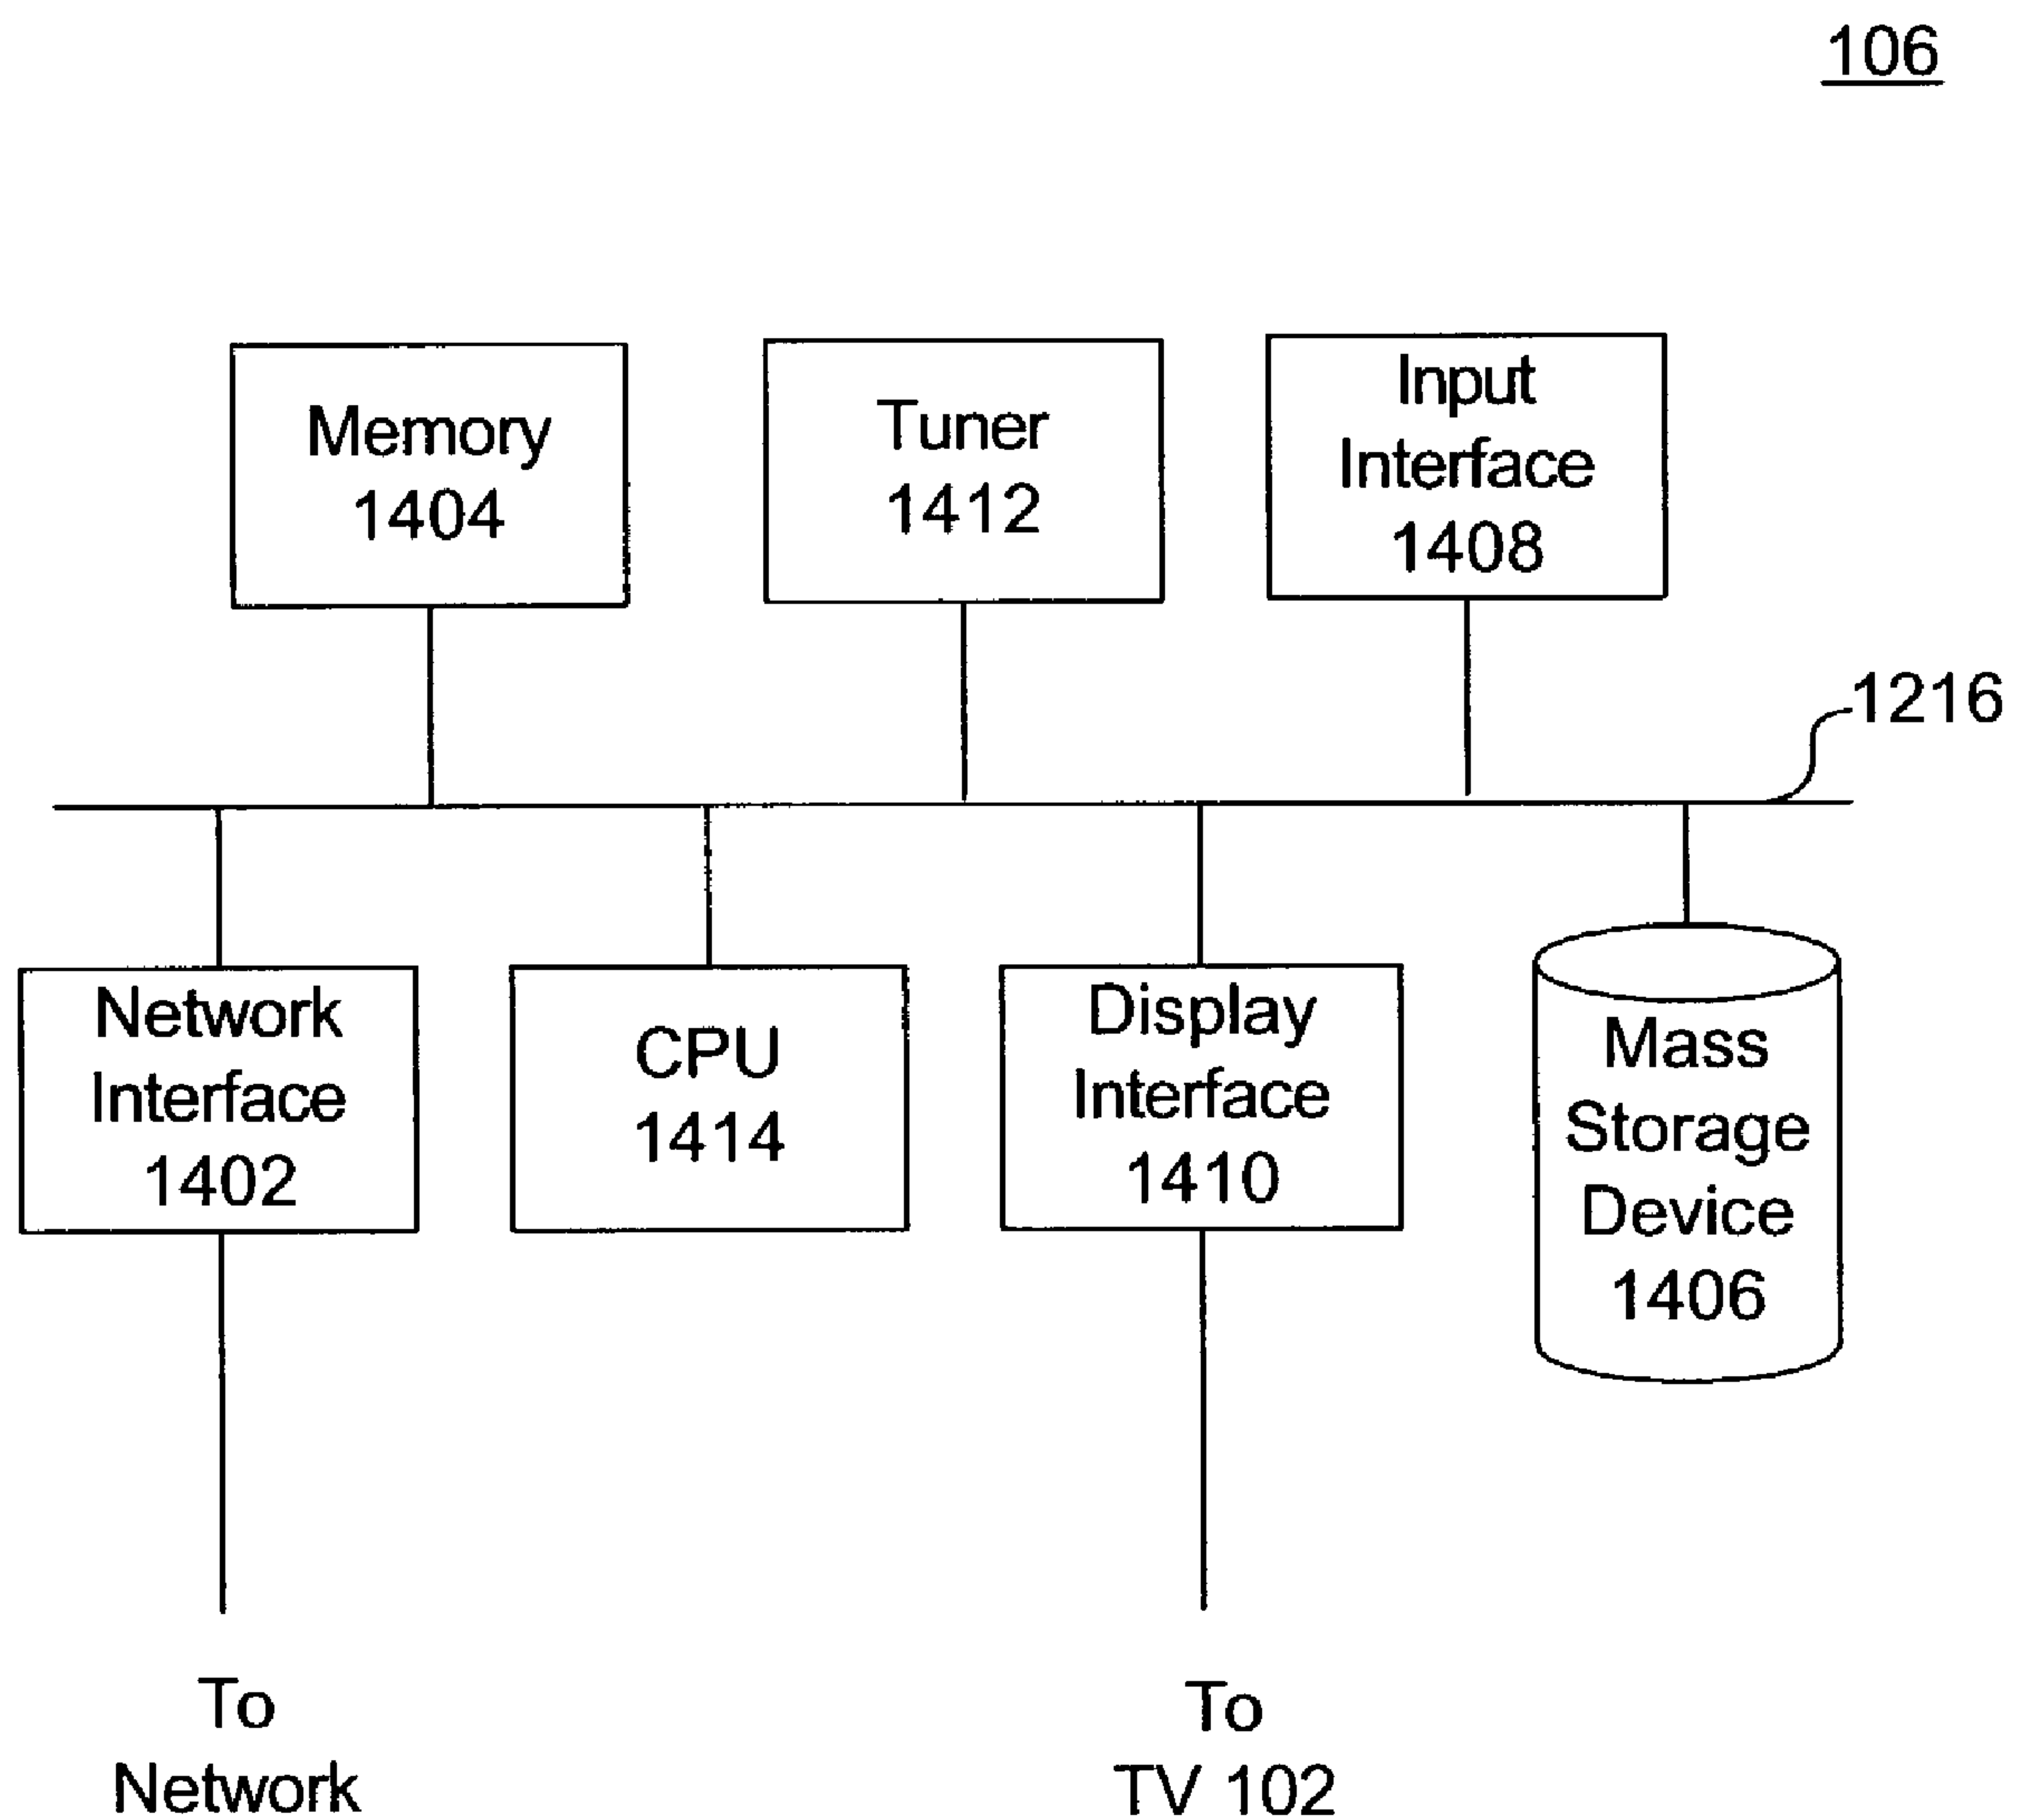 106
Memory
1404
Tuner
1412
Input
Interface
1408
1216
Network
Interface
1402
CPU
1414
Display
Interface
1410
Mass
Storage
Device
1406
To
Network
To
TV 102